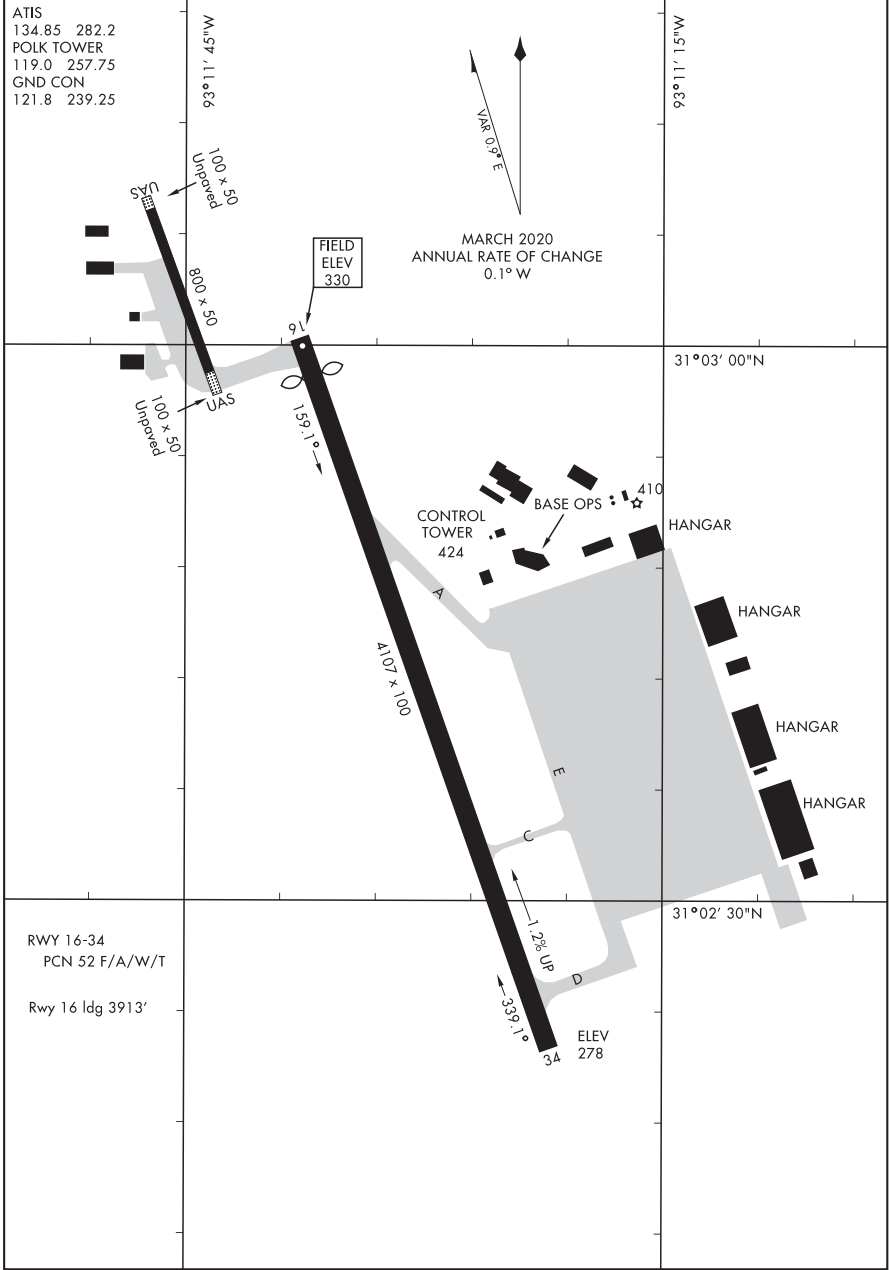 ATIS
134.85 282.2
POLK TOWER
119.0 257.75
GND CON
121.8 239.25
93°11' 45"W
93°11' 15"W
VAR 0.9° E
MARCH 2020
ANNUAL RATE OF CHANGE
0.1° W
100 x 50
Unpaved
UAS
800 x 50
FIELD
ELEV
330
16
31°03' 00"N
UAS
100 x 50
Unpaved
159.1°
CONTROL
TOWER
424
BASE OPS
410
HANGAR
HANGAR
HANGAR
HANGAR
A
4107 x 100
E
C
31°02' 30"N
1.2% UP
D
339.1°
34
ELEV
278
RWY 16-34
PCN 52 F/A/W/T
Rwy 16 ldg 3913'